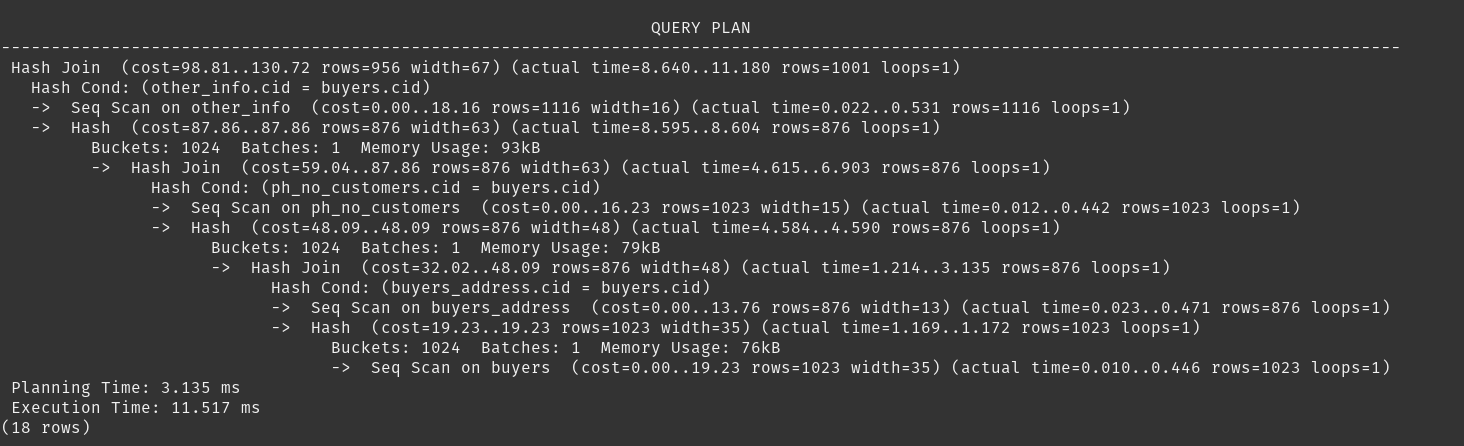 QUERY PLAN
--------------------------------------------------------------------------------------------------------------------------------------------
Hash Join  (cost=98.81..130.72 rows=956 width=67) (actual time=8.640..11.180 rows=1001 loops=1)
  Hash Cond: (other_info.cid = buyers.cid)
  ->  Seq Scan on other_info  (cost=0.00..18.16 rows=1116 width=16) (actual time=0.022..0.531 rows=1116 loops=1)
  ->  Hash  (cost=87.86..87.86 rows=876 width=63) (actual time=8.595..8.604 rows=876 loops=1)
        Buckets: 1024  Batches: 1  Memory Usage: 93kB
        ->  Hash Join  (cost=59.04..87.86 rows=876 width=63) (actual time=4.615..6.903 rows=876 loops=1)
              Hash Cond: (ph_no_customers.cid = buyers.cid)
              ->  Seq Scan on ph_no_customers  (cost=0.00..16.23 rows=1023 width=15) (actual time=0.012..0.442 rows=1023 loops=1)
              ->  Hash  (cost=48.09..48.09 rows=876 width=48) (actual time=4.584..4.590 rows=876 loops=1)
                    Buckets: 1024  Batches: 1  Memory Usage: 79kB
                    ->  Hash Join  (cost=32.02..48.09 rows=876 width=48) (actual time=1.214..3.135 rows=876 loops=1)
                          Hash Cond: (buyers_address.cid = buyers.cid)
                          ->  Seq Scan on buyers_address  (cost=0.00..13.76 rows=876 width=13) (actual time=0.023..0.471 rows=876 loops=1)
                          ->  Hash  (cost=19.23..19.23 rows=1023 width=35) (actual time=1.169..1.172 rows=1023 loops=1)
                                Buckets: 1024  Batches: 1  Memory Usage: 76kB
                                ->  Seq Scan on buyers  (cost=0.00..19.23 rows=1023 width=35) (actual time=0.010..0.446 rows=1023 loops=1)
Planning Time: 3.135 ms
Execution Time: 11.517 ms
(18 rows)